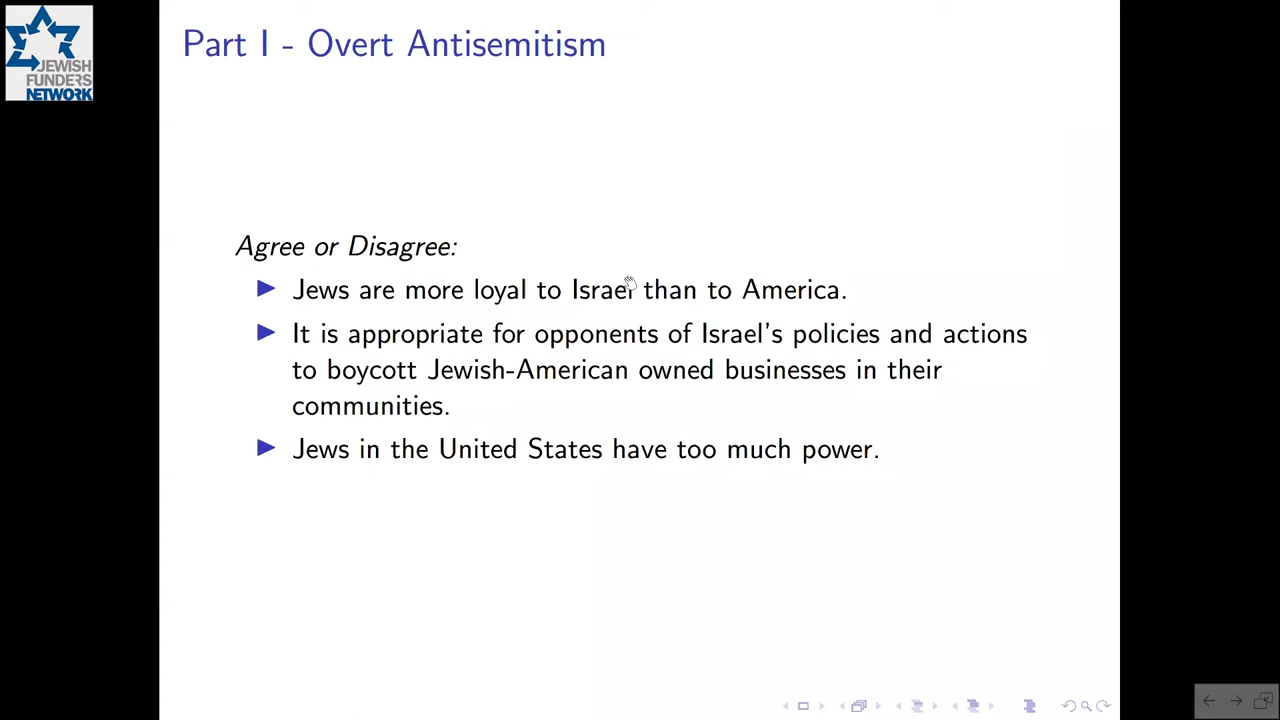 JEWISH
FUNDERS
NETWORK
Part I - Overt Antisemitism
Agree or Disagree:
Jews are more loyal to Israel than to America.
It is appropriate for opponents of Israel's policies and actions
to boycott Jewish-American owned businesses in their
communities.
Jews in the United States have too much power.